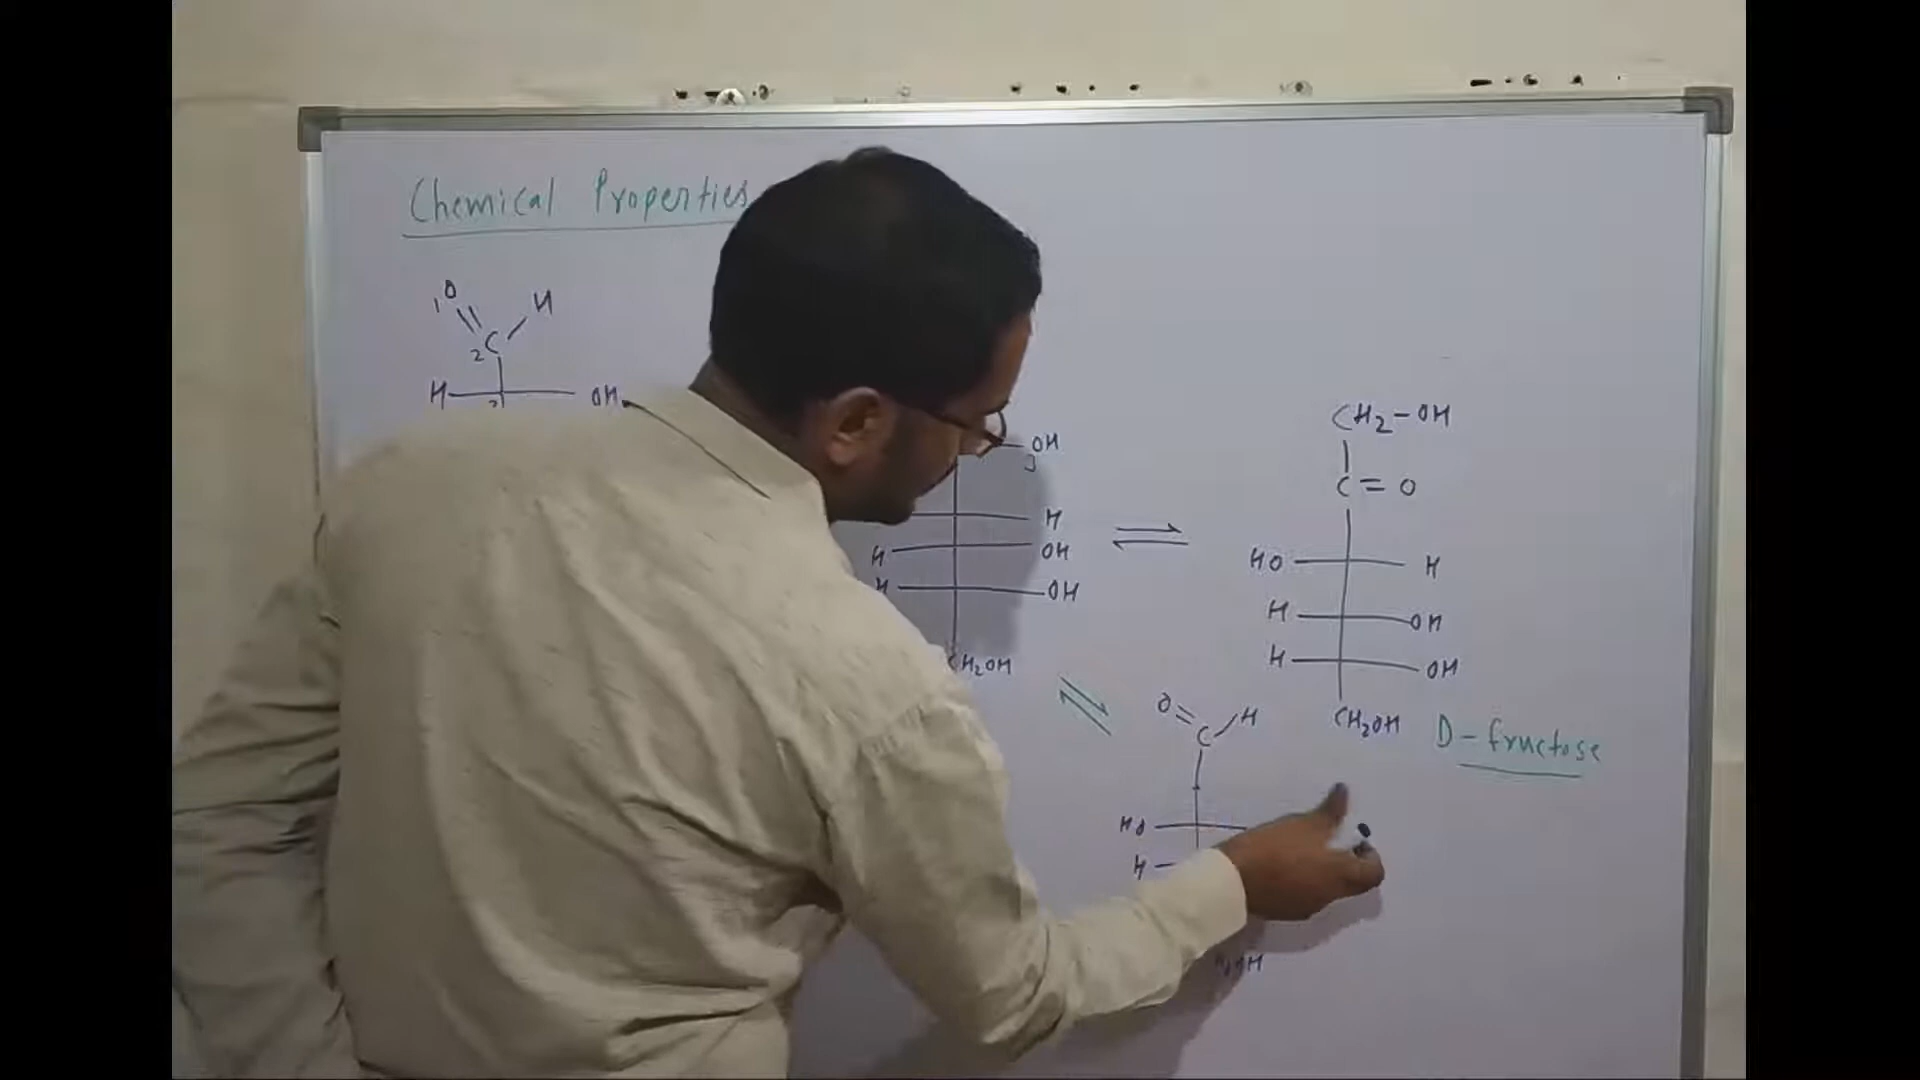 Chemical Properties
1 O H
2 C
H OH
OH
H
H OH
H OH
CH2OH
CH2-OH
C=O
HO H
H OH
H OH
CH2OH D-fructose
O H
C
HO
H